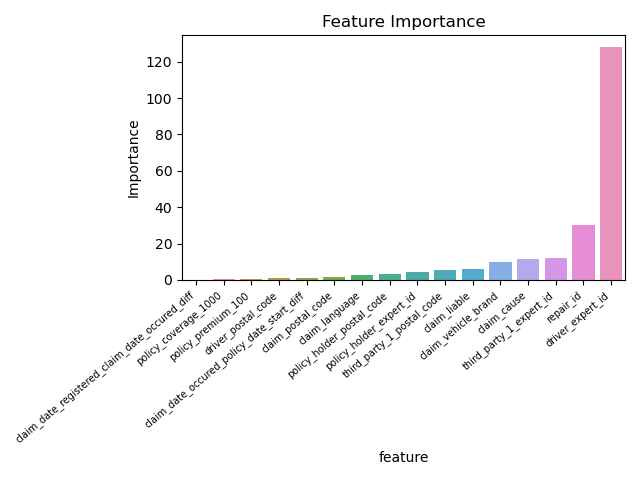 Feature Importance
Importance
120
100
80
60
40
20
0
claim_date_registered_claim_date_occured_diff
policy_coverage_1000
policy_premium_100
driver_postal_code
claim_date_occured_policy_date_start_diff
claim_postal_code
claim_language
policy_holder_postal_code
policy_holder_expert_id
third_party_1_postal_code
claim_liable
claim_vehicle_brand
claim_cause
third_party_1_expert_id
repair_id
driver_expert_id
feature